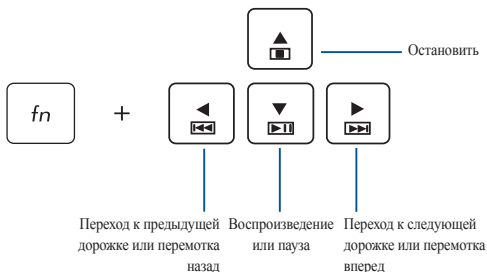 Остановить
fn +
Переход к предыдущей
дорожке или перемотка
назад
Воспроизведение
или пауза
Переход к следующей
дорожке или перемотка
вперед